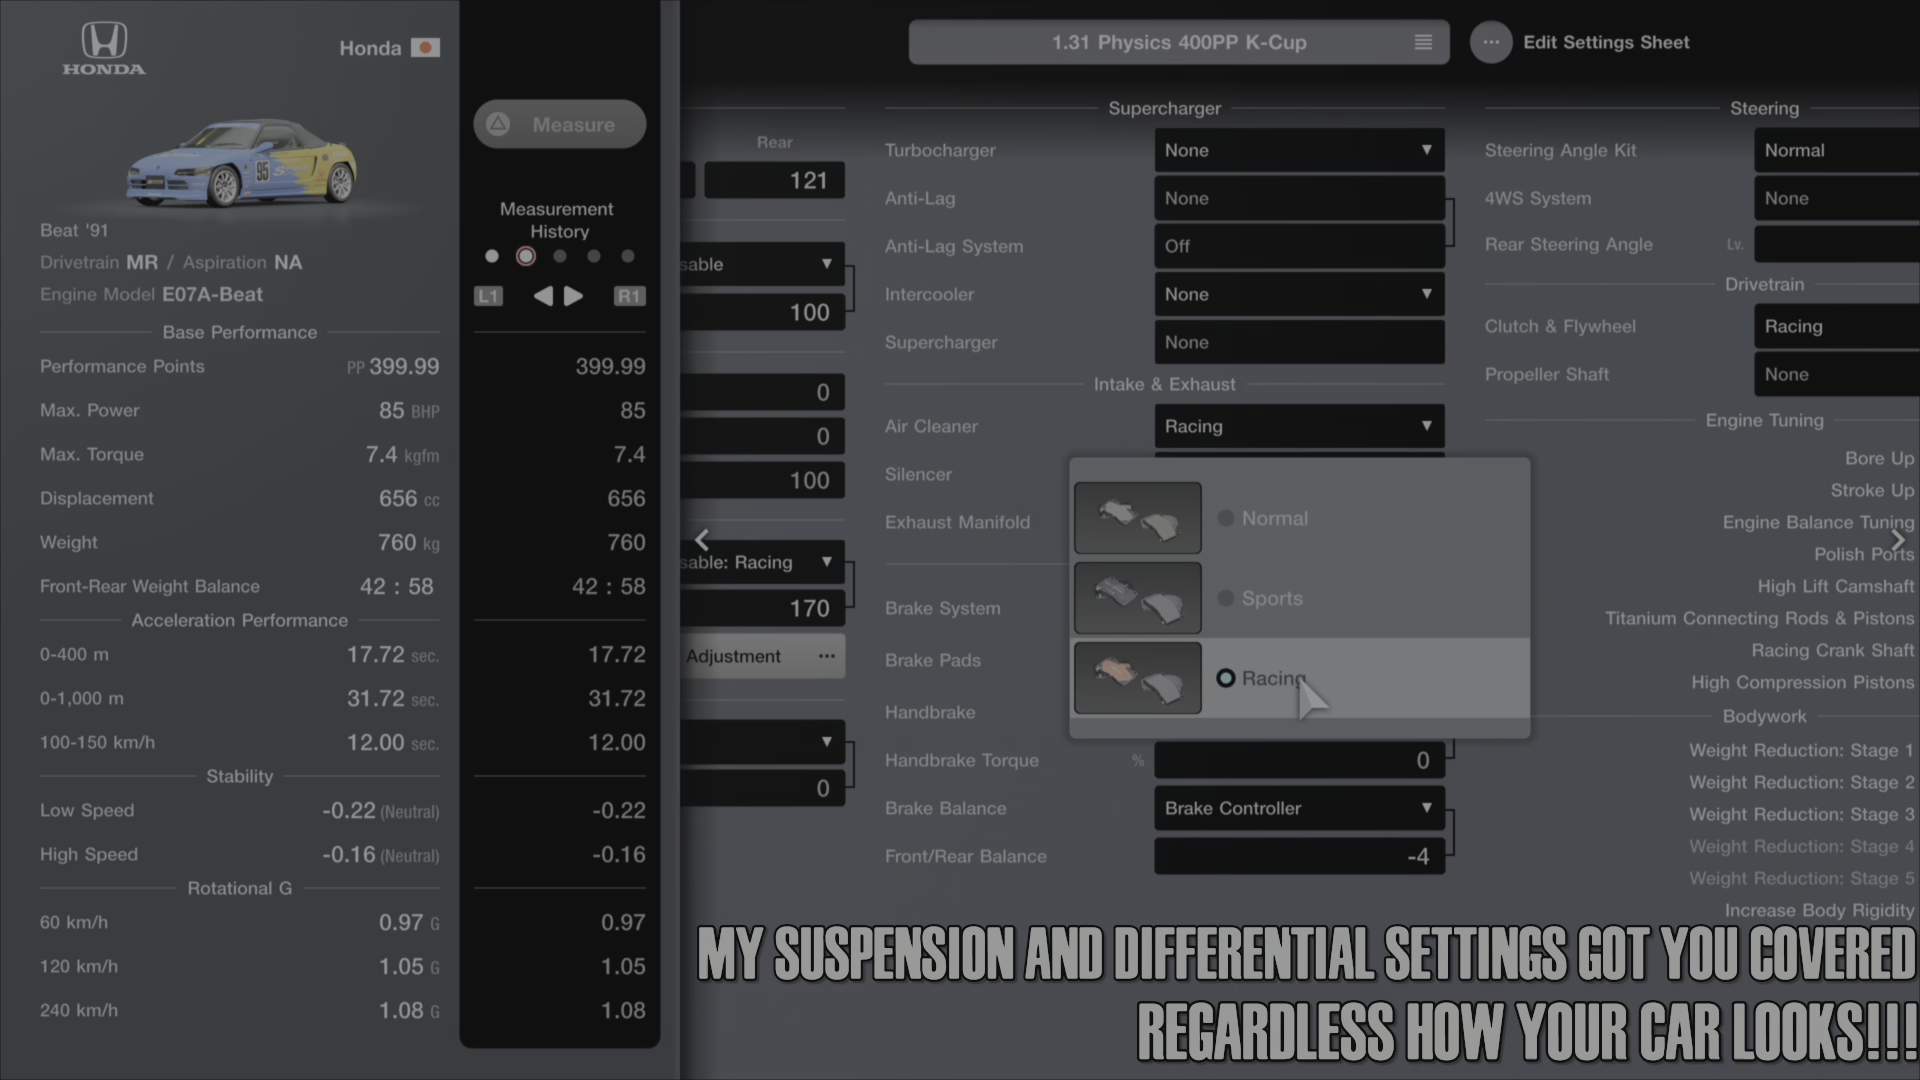 HONDA
Honda
95
Beat '91
Drivetrain MR / Aspiration NA
Engine Model E07A-Beat
Base Performance
Performance Points PP 399.99
Max. Power 85 BHP
Max. Torque 7.4 kgfm
Displacement 656 cc
Weight 760 kg
Front-Rear Weight Balance 42 : 58
Acceleration Performance
0-400 m 17.72 sec.
0-1,000 m 31.72 sec.
100-150 km/h 12.00 sec.
Stability
Low Speed -0.22 (Neutral)
High Speed -0.16 (Neutral)
Rotational G
60 km/h 0.97 G
120 km/h 1.05 G
240 km/h 1.08 G
Measure
Measurement
History
L1 R1
399.99
85
7.4
656
760
42 : 58
17.72
31.72
12.00
-0.22
-0.16
0.97
1.05
1.08
1.31 Physics 400PP K-Cup
Edit Settings Sheet
Rear
121
sable
100
0
0
100
sable: Racing
170
Adjustment
0
Supercharger
Turbocharger None
Anti-Lag None
Anti-Lag System Off
Intercooler None
Supercharger None
Intake & Exhaust
Air Cleaner Racing
Silencer
Exhaust Manifold
Brake System
Brake Pads
Handbrake
Handbrake Torque % 0
Brake Balance Brake Controller
Front/Rear Balance -4
Normal
Sports
Racing
Steering
Steering Angle Kit Normal
4WS System None
Rear Steering Angle Lv.
Drivetrain
Clutch & Flywheel Racing
Propeller Shaft None
Engine Tuning
Bore Up
Stroke Up
Engine Balance Tuning
Polish Ports
High Lift Camshaft
Titanium Connecting Rods & Pistons
Racing Crank Shaft
High Compression Pistons
Bodywork
Weight Reduction: Stage 1
Weight Reduction: Stage 2
Weight Reduction: Stage 3
Weight Reduction: Stage 4
Weight Reduction: Stage 5
Increase Body Rigidity
MY SUSPENSION AND DIFFERENTIAL SETTINGS GOT YOU COVERED
REGARDLESS HOW YOUR CAR LOOKS!!!